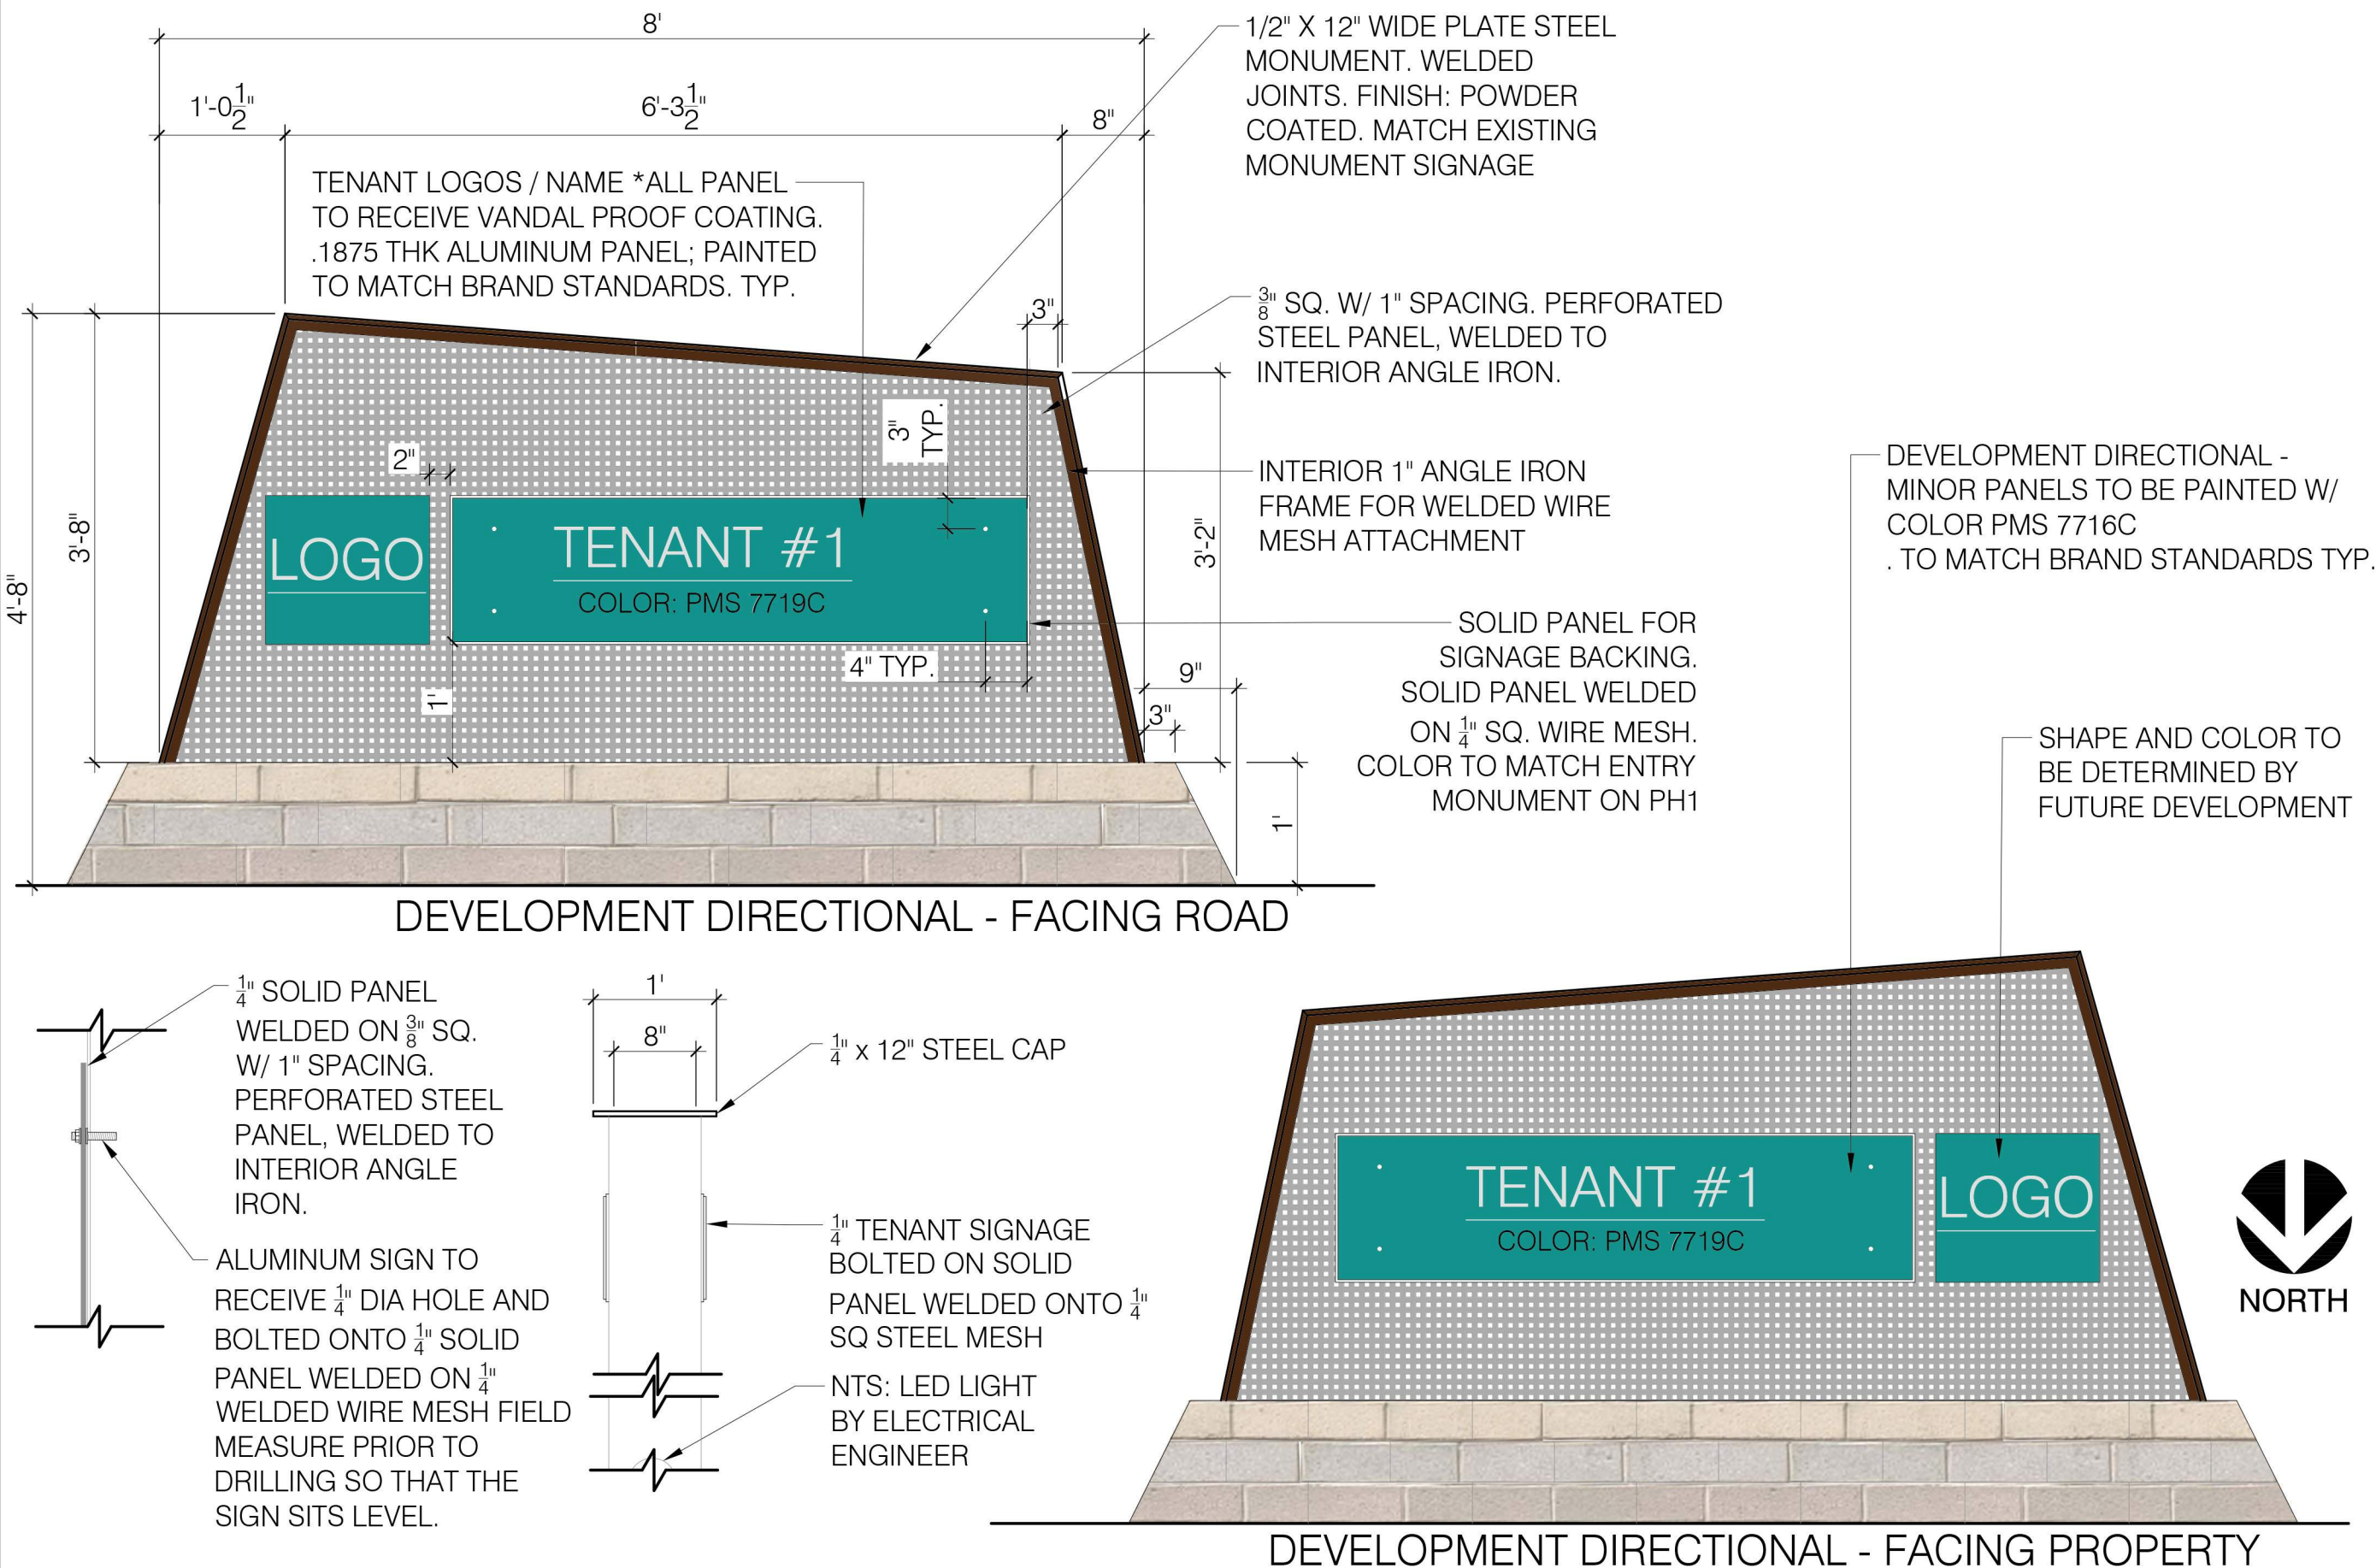 8'
1'-0 1/2"
6'-3 1/2"
8"
1/2" X 12" WIDE PLATE STEEL
MONUMENT. WELDED
JOINTS. FINISH: POWDER
COATED. MATCH EXISTING
MONUMENT SIGNAGE
TENANT LOGOS / NAME *ALL PANEL
TO RECEIVE VANDAL PROOF COATING.
.1875 THK ALUMINUM PANEL; PAINTED
TO MATCH BRAND STANDARDS. TYP.
3"
3/8" SQ. W/ 1" SPACING. PERFORATED
STEEL PANEL, WELDED TO
INTERIOR ANGLE IRON.
3"
TYP.
2"
INTERIOR 1" ANGLE IRON
FRAME FOR WELDED WIRE
MESH ATTACHMENT
4'-8"
3'-8"
3'-2"
LOGO
TENANT #1
COLOR: PMS 7719C
4" TYP.
1'
9"
3"
1'
SOLID PANEL FOR
SIGNAGE BACKING.
SOLID PANEL WELDED
ON 1/4" SQ. WIRE MESH.
COLOR TO MATCH ENTRY
MONUMENT ON PH1
DEVELOPMENT DIRECTIONAL -
MINOR PANELS TO BE PAINTED W/
COLOR PMS 7716C
. TO MATCH BRAND STANDARDS TYP.
SHAPE AND COLOR TO
BE DETERMINED BY
FUTURE DEVELOPMENT
DEVELOPMENT DIRECTIONAL - FACING ROAD
1/4" SOLID PANEL
WELDED ON 3/8" SQ.
W/ 1" SPACING.
PERFORATED STEEL
PANEL, WELDED TO
INTERIOR ANGLE
IRON.
ALUMINUM SIGN TO
RECEIVE 1/4" DIA HOLE AND
BOLTED ONTO 1/4" SOLID
PANEL WELDED ON 1/4"
WELDED WIRE MESH FIELD
MEASURE PRIOR TO
DRILLING SO THAT THE
SIGN SITS LEVEL.
1'
8"
1/4" x 12" STEEL CAP
1/4" TENANT SIGNAGE
BOLTED ON SOLID
PANEL WELDED ONTO 1/4"
SQ STEEL MESH
NTS: LED LIGHT
BY ELECTRICAL
ENGINEER
TENANT #1
COLOR: PMS 7719C
LOGO
NORTH
DEVELOPMENT DIRECTIONAL - FACING PROPERTY